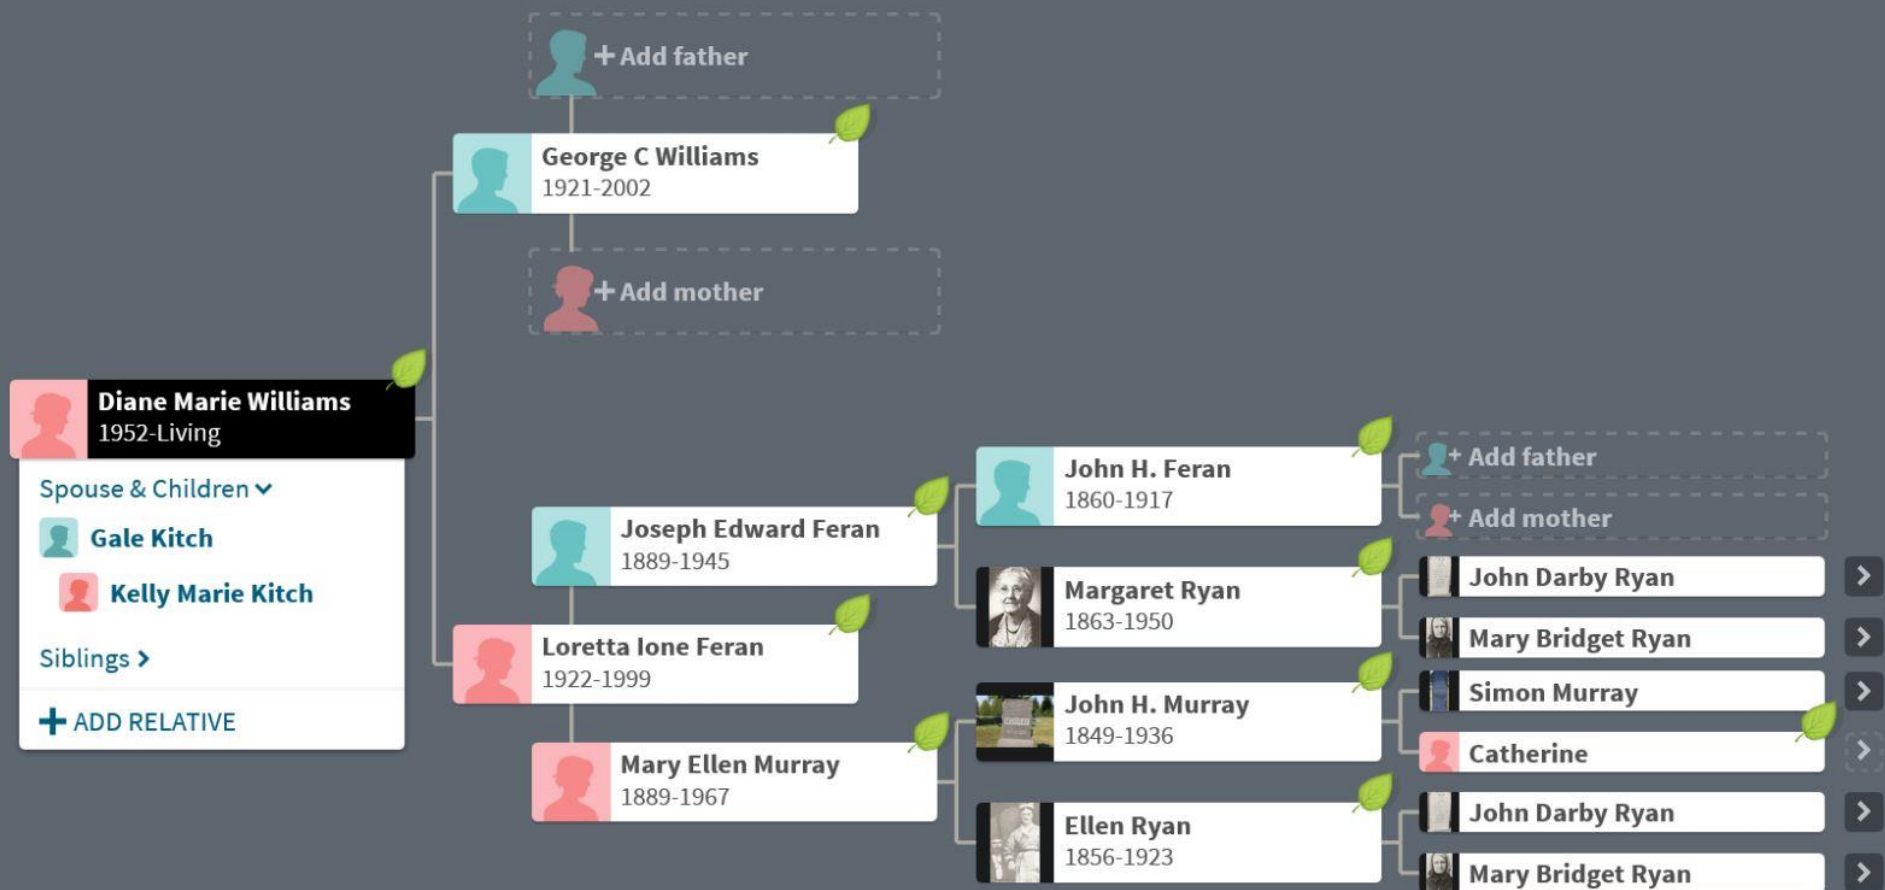 + Add father
George C Williams
1921-2002
+ Add mother
Diane Marie Williams
1952-Living
Spouse & Children
Gale Kitch
Kelly Marie Kitch
Siblings >
+ ADD RELATIVE
Joseph Edward Feran
1889-1945
Loretta Ione Feran
1922-1999
Mary Ellen Murray
1889-1967
John H. Feran
1860-1917
Margaret Ryan
1863-1950
John H. Murray
1849-1936
Ellen Ryan
1856-1923
+ Add father
+ Add mother
John Darby Ryan
Mary Bridget Ryan
Simon Murray
Catherine
John Darby Ryan
Mary Bridget Ryan